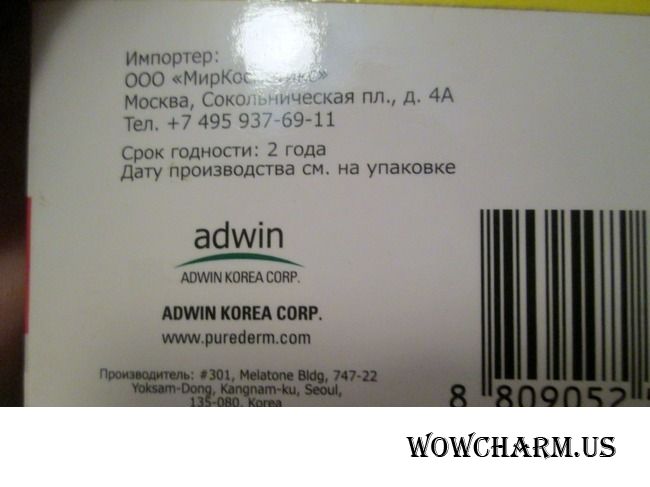 Импортер:
ООО «МирКосметикс»
Москва, Сокольническая пл., д. 4А
Тел. +7 495 937-69-11
Срок годности: 2 года
Дату производства см. на упаковке
adwin
ADWIN KOREA CORP.
ADWIN KOREA CORP.
www.purederm.com
Производитель: #301, Melatone Bldg, 747-22
Yoksam-Dong, Kangnam-ku, Seoul,
135-080, Korea
8 809052
WOWCHARM.US